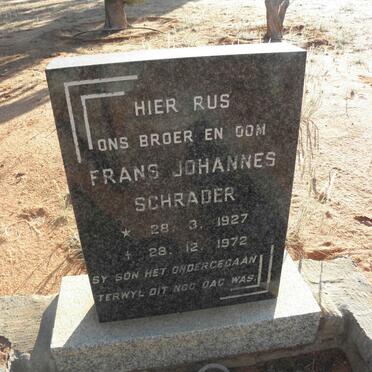 HIER RUS
ONS BROER EN OOM
FRANS JOHANNES
SCHRADER
* 28. 3. 1927
+ 28. 12. 1972
SY SON HET ONDERGEGAAN
TERWYL DIT NOG DAG WAS.